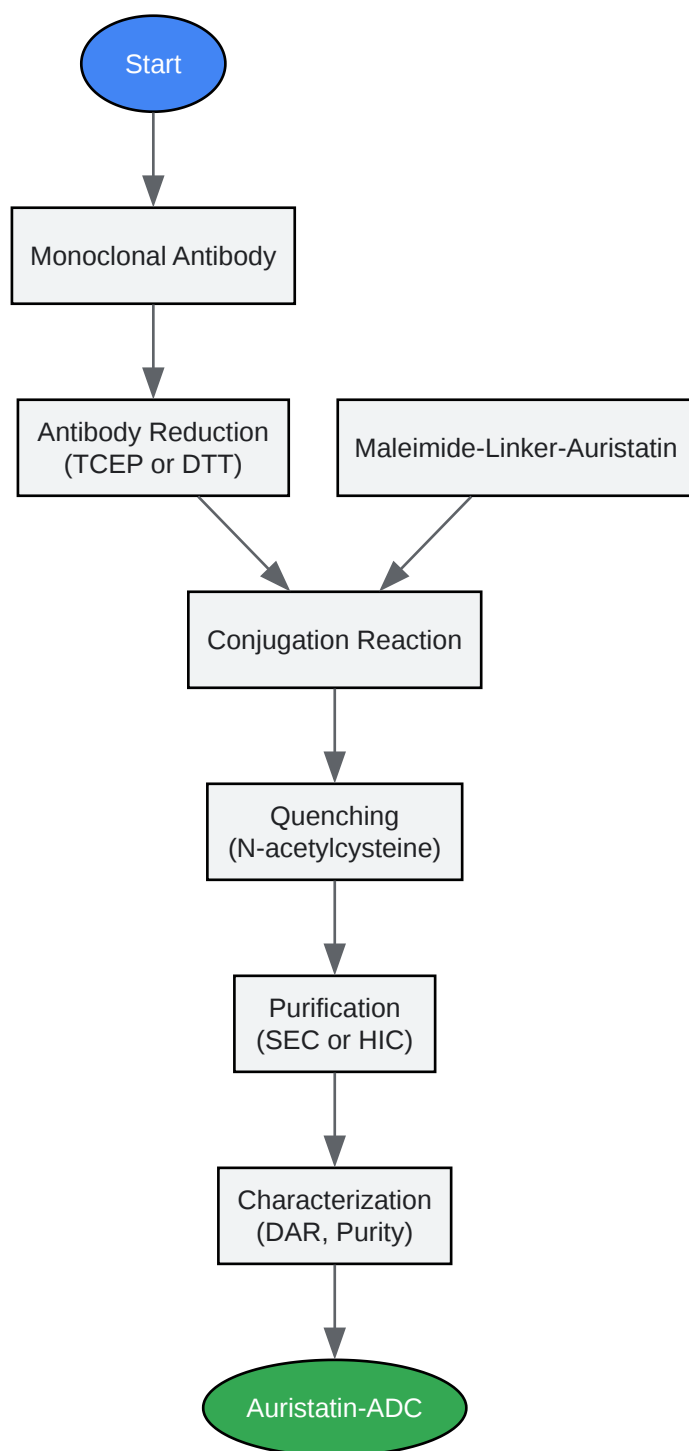 Start
Monoclonal Antibody
Antibody Reduction
(TCEP or DTT)
Maleimide-Linker-Auristatin
Conjugation Reaction
Quenching
(N-acetylcysteine)
Purification
(SEC or HIC)
Characterization
(DAR, Purity)
Auristatin-ADC